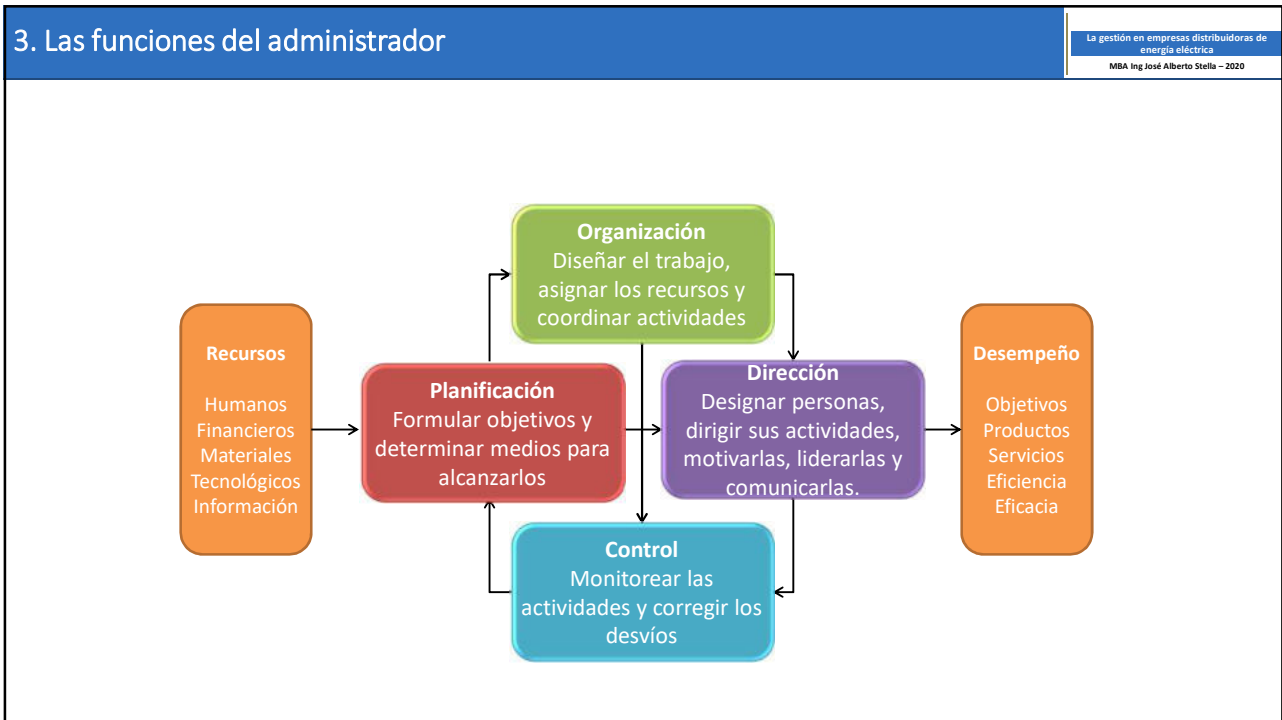 3. Las funciones del administrador
La gestión en empresas distribuidoras de
energía eléctrica
MBA Ing José Alberto Stella – 2020
Organización
Diseñar el trabajo,
asignar los recursos y
coordinar actividades
Recursos
Humanos
Financieros
Materiales
Tecnológicos
Información
Planificación
Formular objetivos y
determinar medios para
alcanzarlos
Dirección
Designar personas,
dirigir sus actividades,
motivarlas, liderarlas y
comunicarlas.
Desempeño
Objetivos
Productos
Servicios
Eficiencia
Eficacia
Control
Monitorear las
actividades y corregir los
desvíos